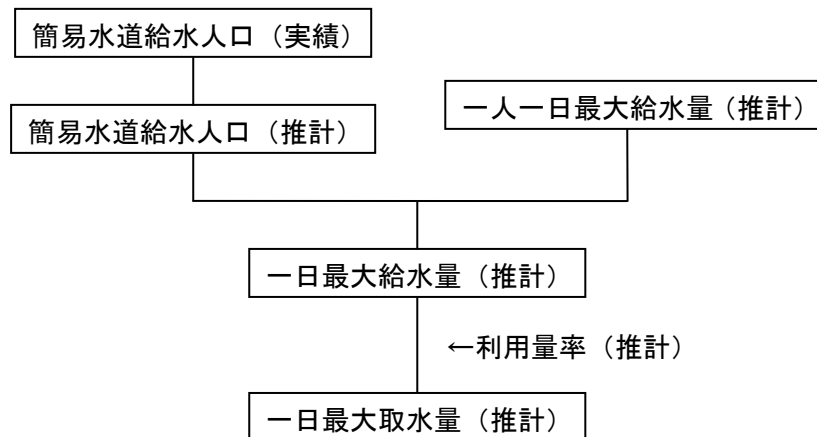 簡易水道給水人口（実績）
簡易水道給水人口（推計）
一人一日最大給水量（推計）
一日最大給水量（推計）
←利用量率（推計）
一日最大取水量（推計）